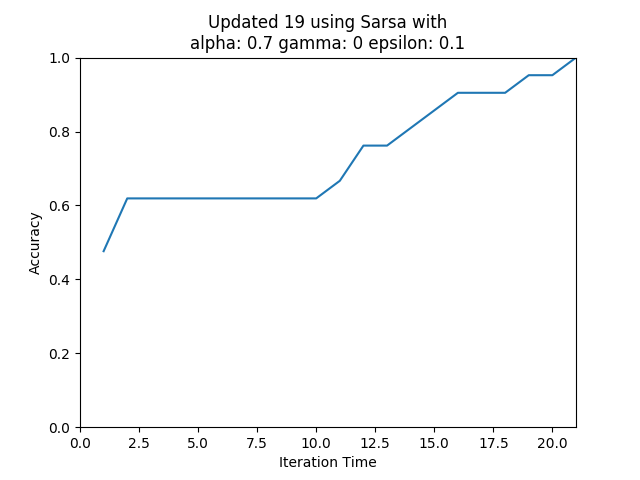 Updated 19 using Sarsa with
alpha: 0.7 gamma: 0 epsilon: 0.1
1.0
0.8
0.6
0.4
0.2
0.0
Accuracy
0.0 2.5 5.0 7.5 10.0 12.5 15.0 17.5 20.0
Iteration Time